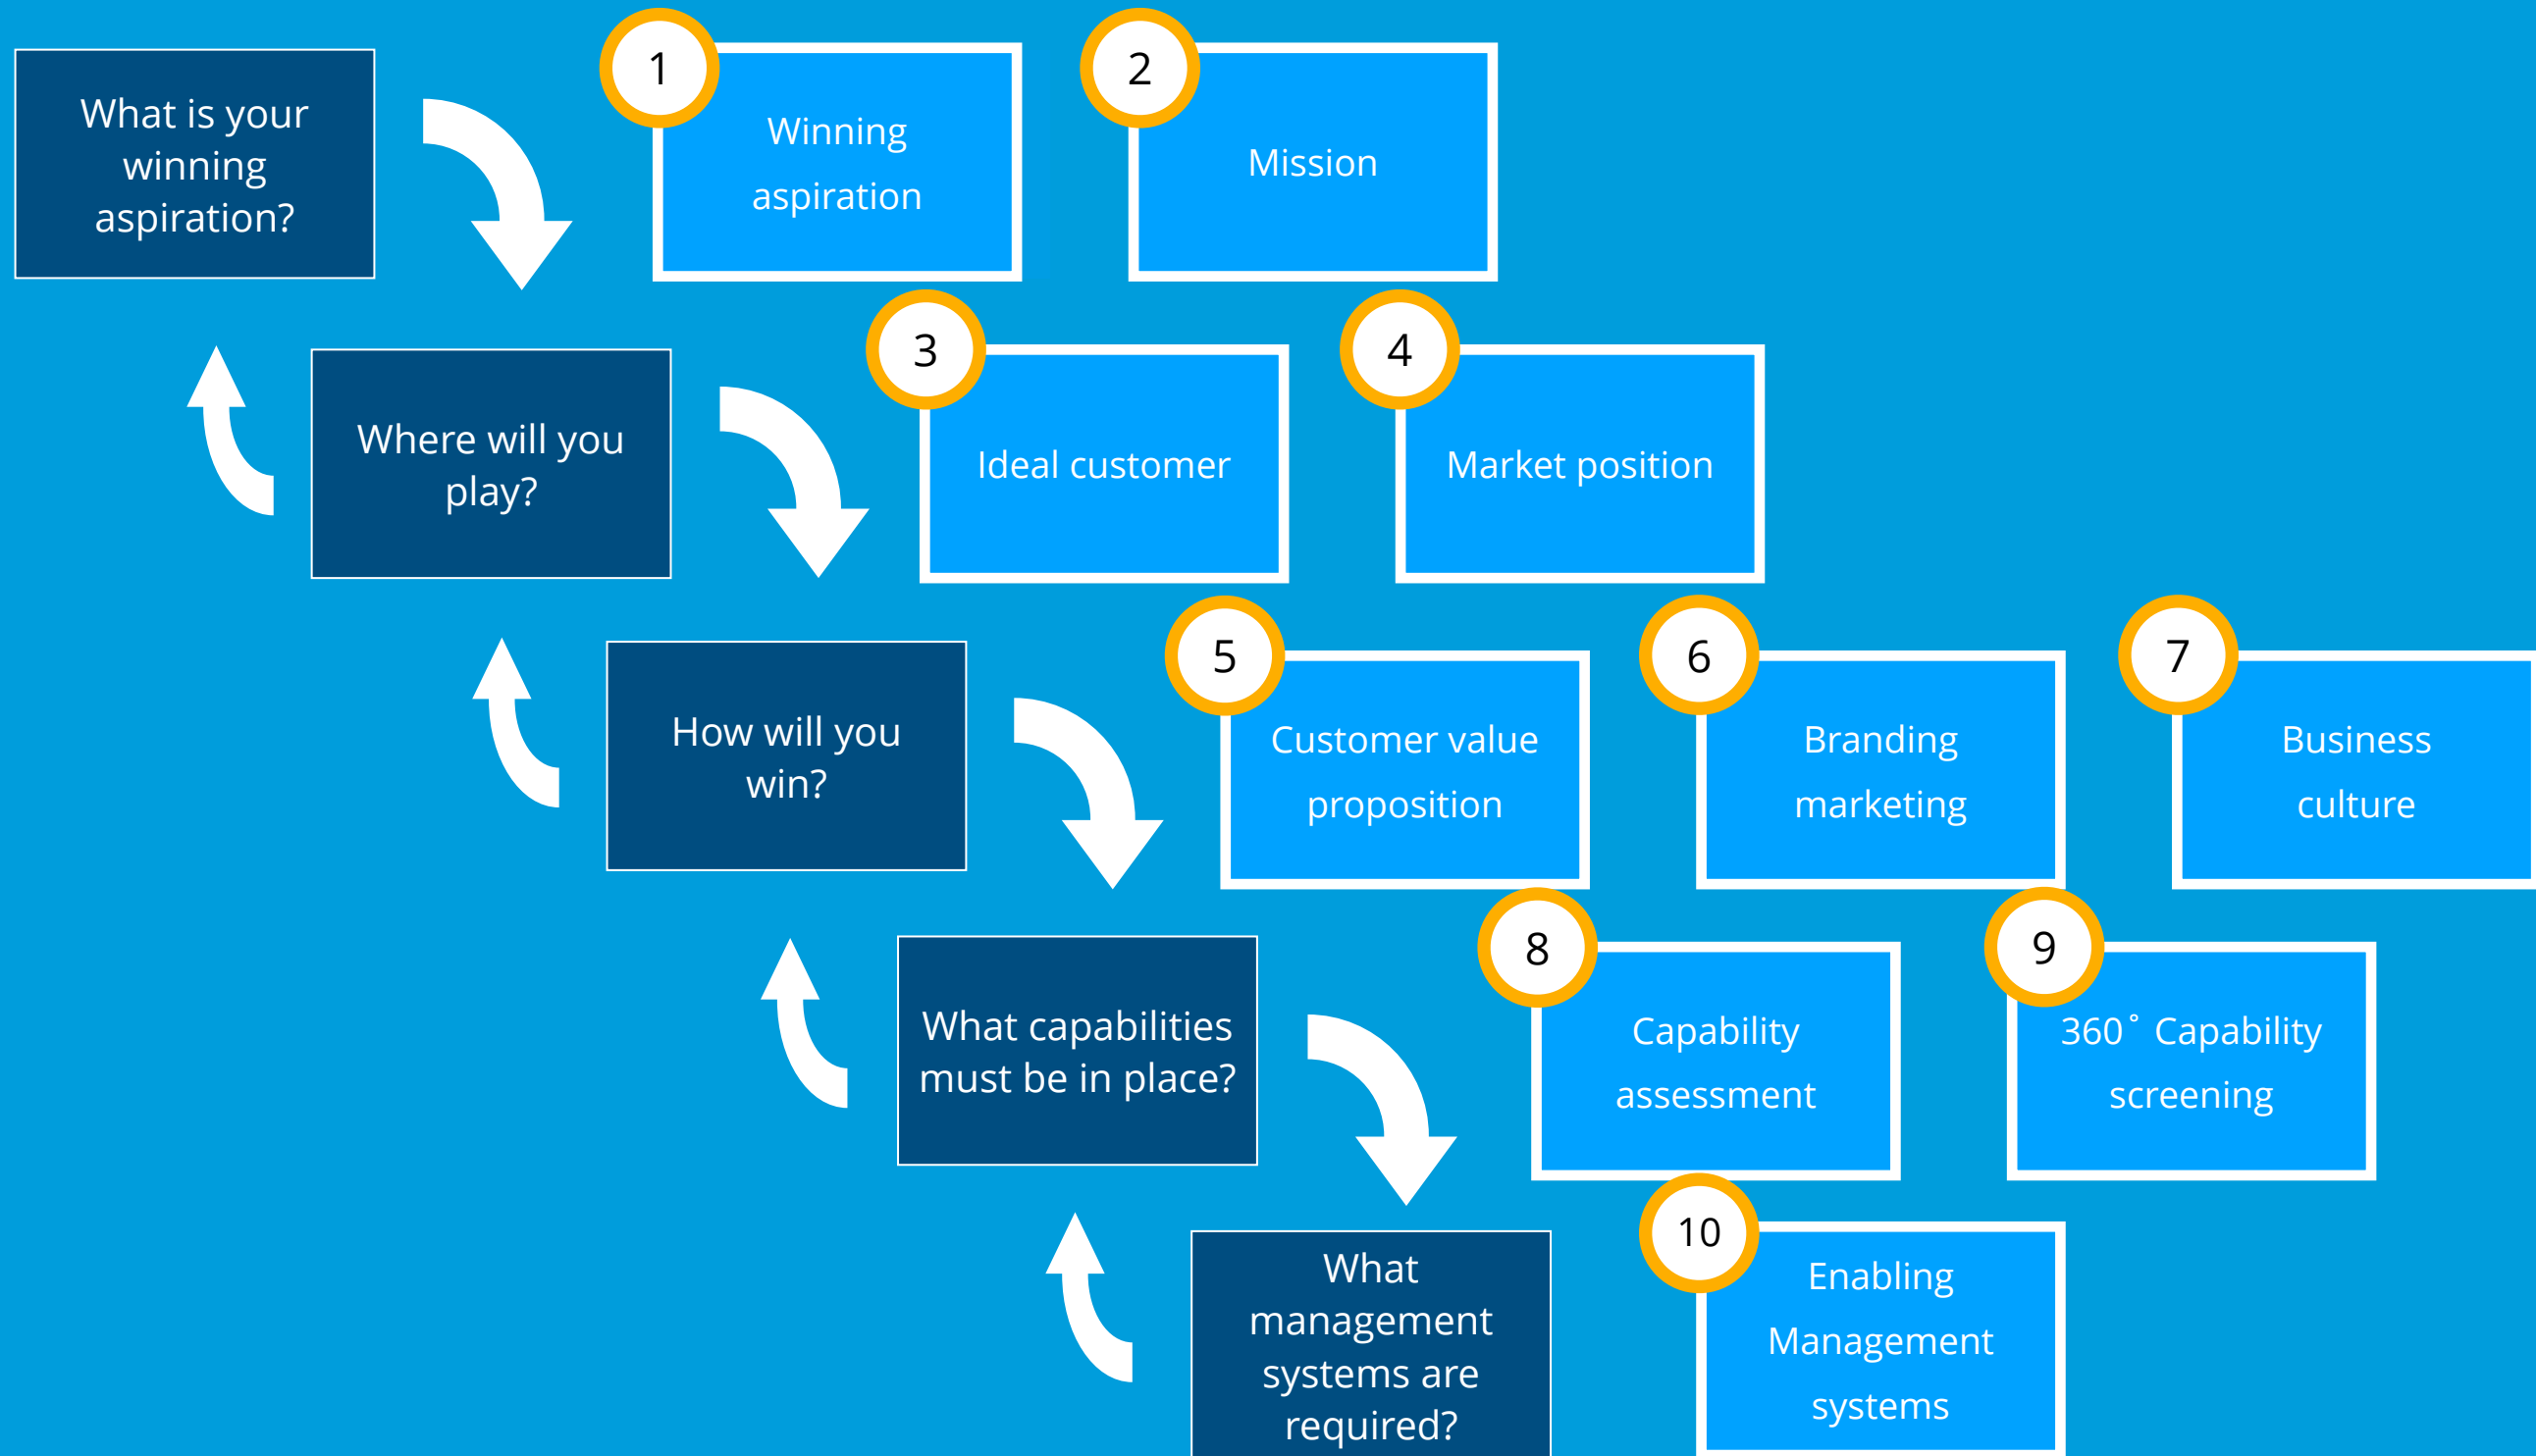 1
2
What is your
winning
aspiration?
Winning
aspiration
Mission
3
4
Where will you
play?
Ideal customer
Market position
5
6
7
How will you
win?
Customer value
proposition
Branding
marketing
Business
culture
8
9
What capabilities
must be in place?
Capability
assessment
360° Capability
screening
10
What
management
systems are
required?
Enabling
Management
systems